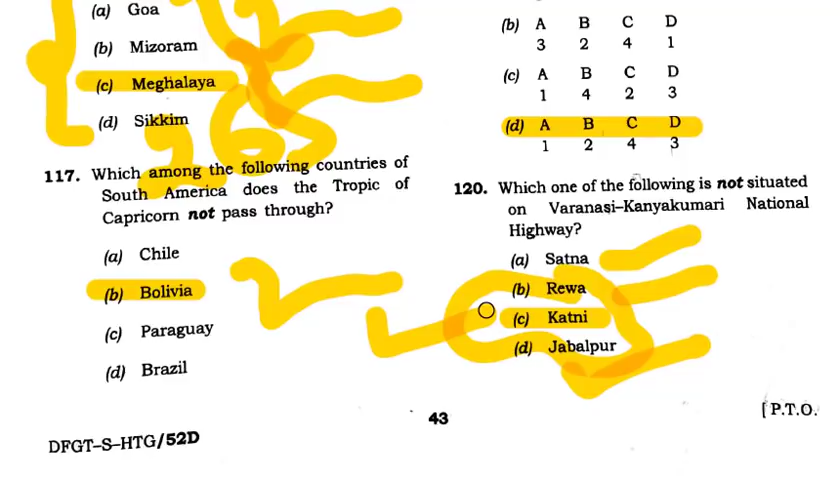 (a) Goa
(b) Mizoram
(c) Meghalaya
(d) Sikkim
117. Which among the following countries of
South America does the Tropic of
Capricorn not pass through?
(a) Chile
(b) Bolivia
(c) Paraguay
(d) Brazil
DFGT-S-HTG/52D
(b) A B C D
3 2 4 1
(c) A B C D
1 4 2 3
(d) A B C D
1 2 4 3
120. Which one of the following is not situated
on Varanasi-Kanyakumari National
Highway?
(a) Satna
(b) Rewa
(c) Katni
(d) Jabalpur
43
[P.T.O.